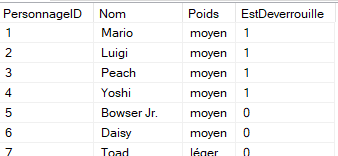 PersonnageID Nom Poids EstDeverrouille
1 Mario moyen 1
2 Luigi moyen 1
3 Peach moyen 1
4 Yoshi moyen 1
5 Bowser Jr. moyen 0
6 Daisy moyen 0
7 Toad léger 0